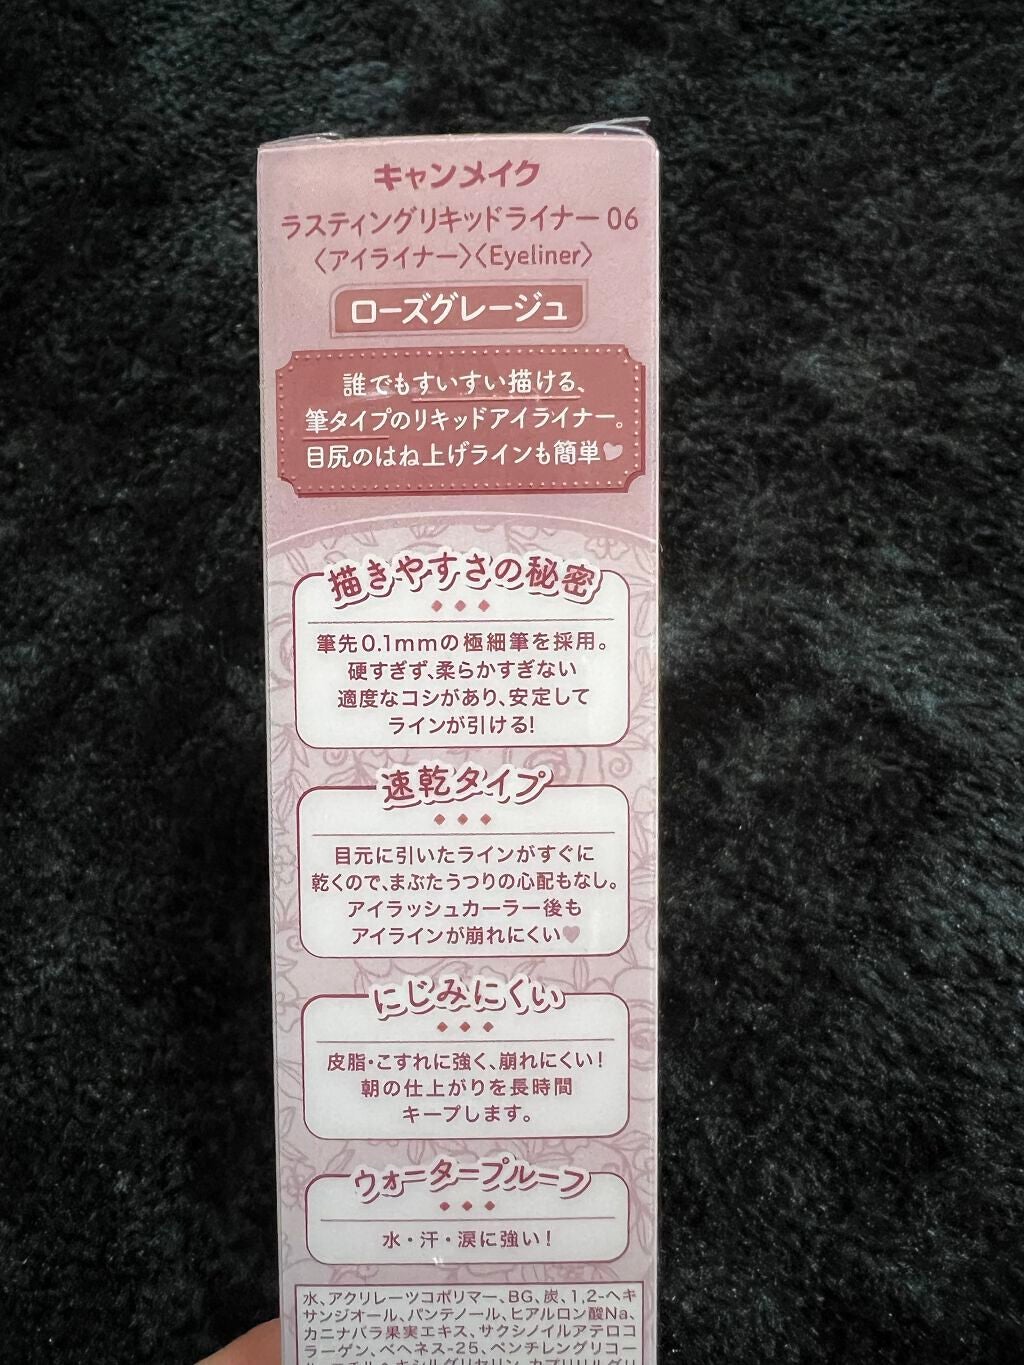 キャンメイク
ラスティングリキッドライナー 06
〈アイライナー〉〈Eyeliner〉
ローズグレージュ
誰でもすいすい描ける、
筆タイプのリキッドアイライナー。
目尻のはね上げラインも簡単
描きやすさの秘密
筆先0.1mmの極細筆を採用。
硬すぎず、柔らかすぎない
適度なコシがあり、安定して
ラインが引ける!
速乾タイプ
目元に引いたラインがすぐに
乾くので、まぶたうつりの心配もなし。
アイラッシュカーラー後も
アイラインが崩れにくい
にじみにくい
皮脂・こすれに強く、崩れにくい!
朝の仕上がりを長時間
キープします。
ウォータープルーフ
水・汗・涙に強い!
水、アクリレーツコポリマー、BG、炭、1,2-ヘキ
サンジオール、パンテノール、ヒアルロン酸Na、
カニナバラ果実エキス、サクシノイルアテロコ
ラーゲン、ベヘネス-25、ペンチレングリコー